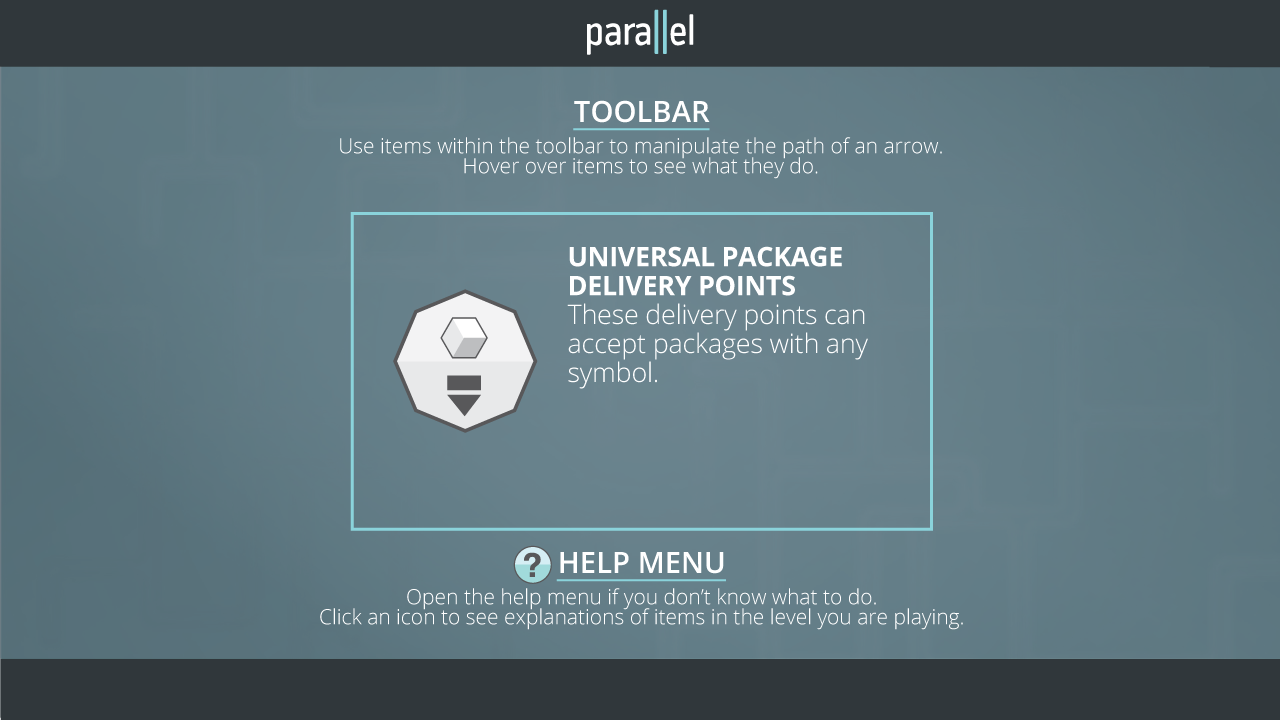 parallel
TOOLBAR
Use items within the toolbar to manipulate the path of an arrow.
Hover over items to see what they do.
UNIVERSAL PACKAGE
DELIVERY POINTS
These delivery points can
accept packages with any
symbol.
? HELP MENU
Open the help menu if you don’t know what to do.
Click an icon to see explanations of items in the level you are playing.